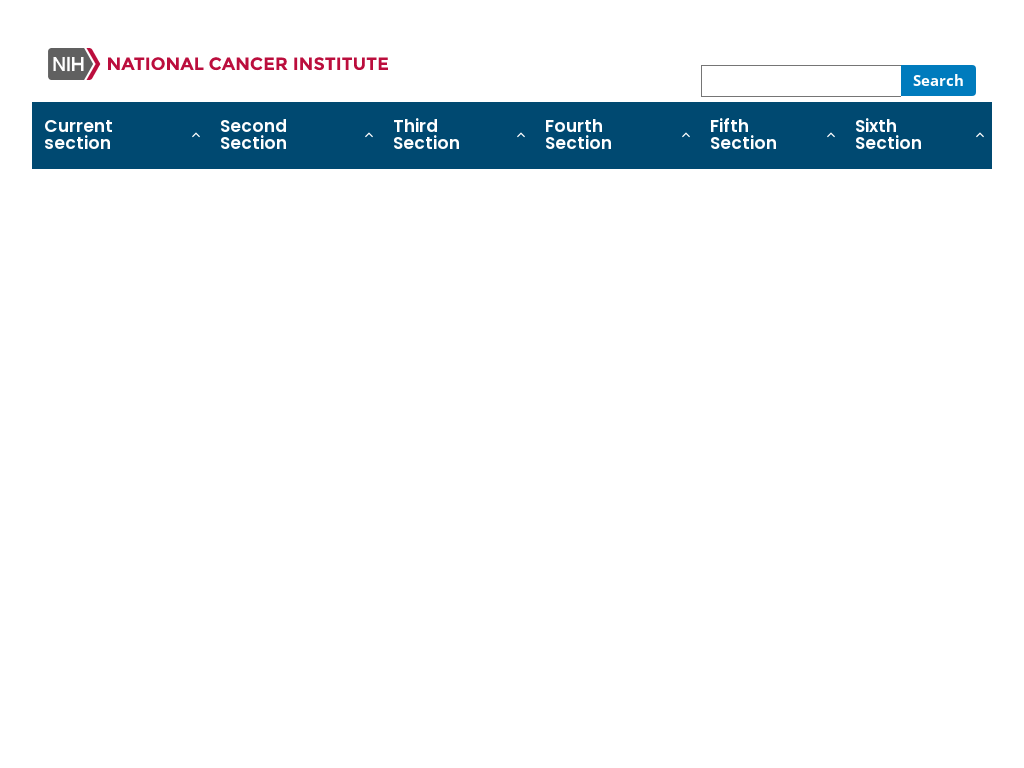 NIH NATIONAL CANCER INSTITUTE
Search
Current
section
Second
Section
Third
Section
Fourth
Section
Fifth
Section
Sixth
Section